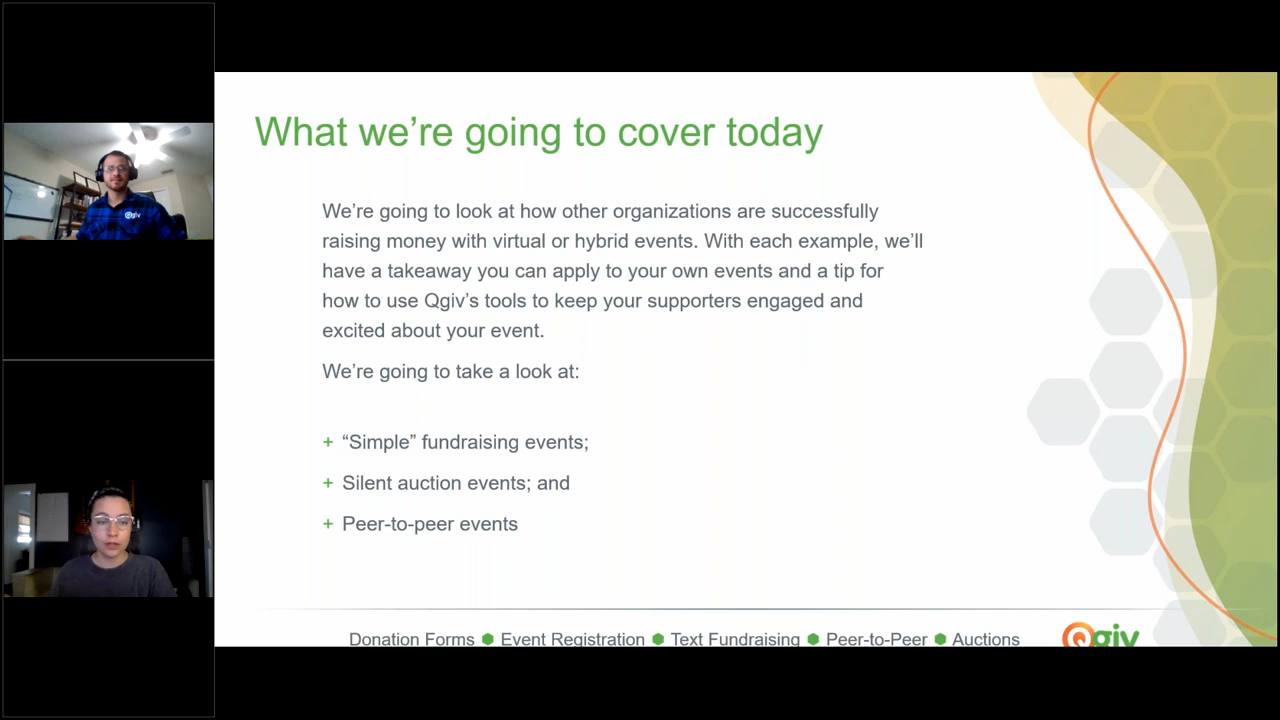 What we’re going to cover today
We’re going to look at how other organizations are successfully
raising money with virtual or hybrid events. With each example, we’ll
have a takeaway you can apply to your own events and a tip for
how to use Qgiv’s tools to keep your supporters engaged and
excited about your event.
We’re going to take a look at:
+ “Simple” fundraising events;
+ Silent auction events; and
+ Peer-to-peer events
Donation Forms ⬢ Event Registration ⬢ Text Fundraising ⬢ Peer-to-Peer ⬢ Auctions
Qgiv
Qgiv